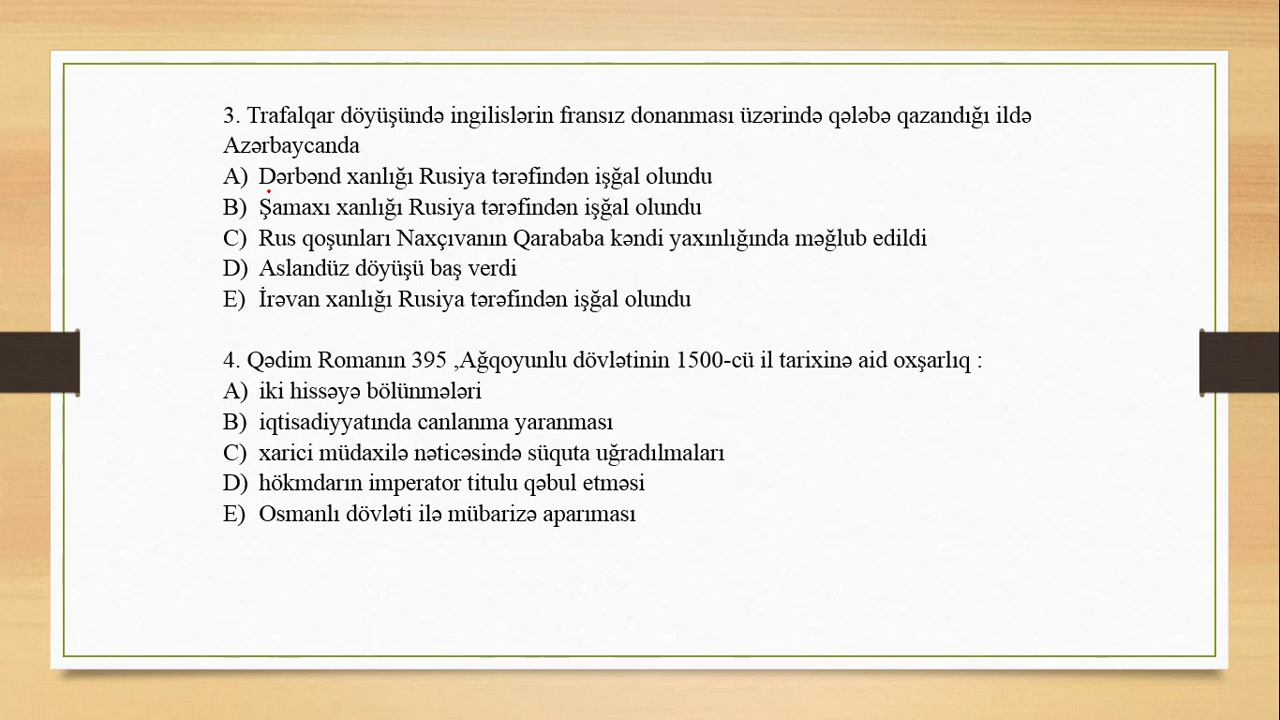 3. Trafalqar döyüşündə ingilislərin fransız donanması üzərində qələbə qazandığı ildə
Azərbaycanda
A) Dərbənd xanlığı Rusiya tərəfindən işğal olundu
B) Şamaxı xanlığı Rusiya tərəfindən işğal olundu
C) Rus qoşunları Naxçıvanın Qarababa kəndi yaxınlığında məğlub edildi
D) Aslandüz döyüşü baş verdi
E) İrəvan xanlığı Rusiya tərəfindən işğal olundu
4. Qədim Romanın 395 ,Ağqoyunlu dövlətinin 1500-cü il tarixinə aid oxşarlıq :
A) iki hissəyə bölünmələri
B) iqtisadiyyatında canlanma yaranması
C) xarici müdaxilə nəticəsində süquta uğradılmaları
D) hökmdarın imperator titulu qəbul etməsi
E) Osmanlı dövləti ilə mübarizə aparıması